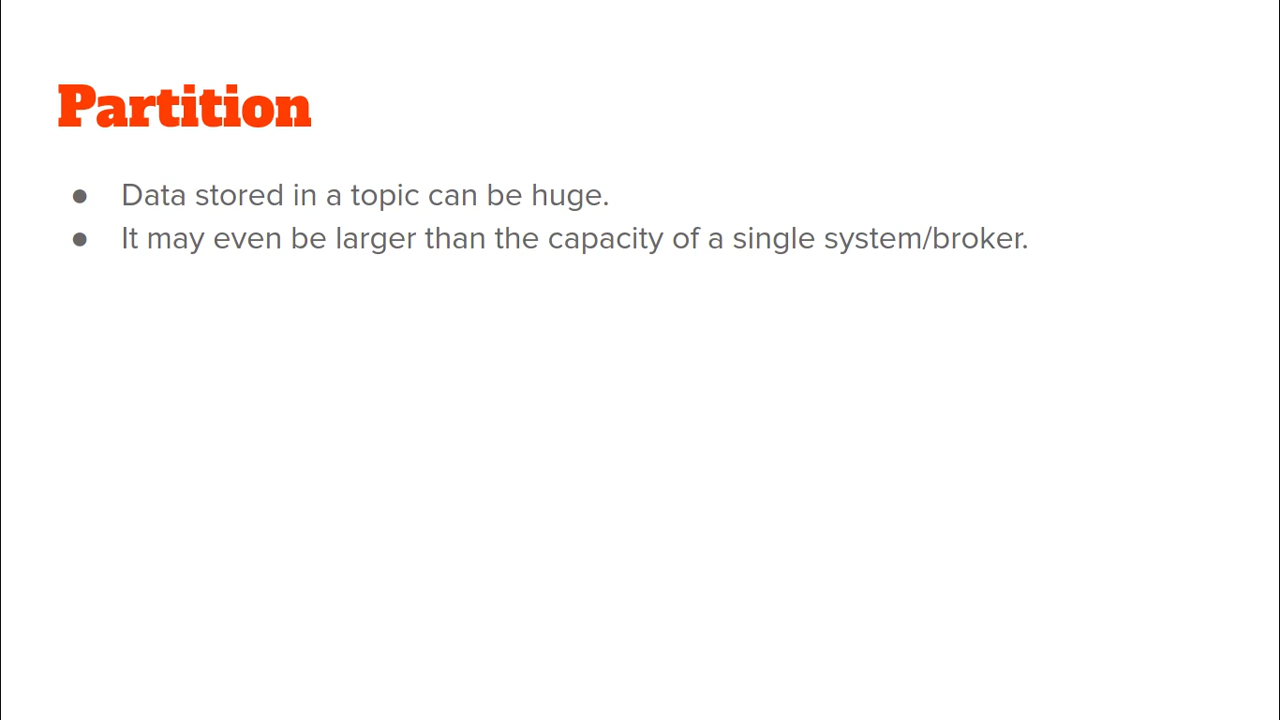 Partition
● Data stored in a topic can be huge.
● It may even be larger than the capacity of a single system/broker.